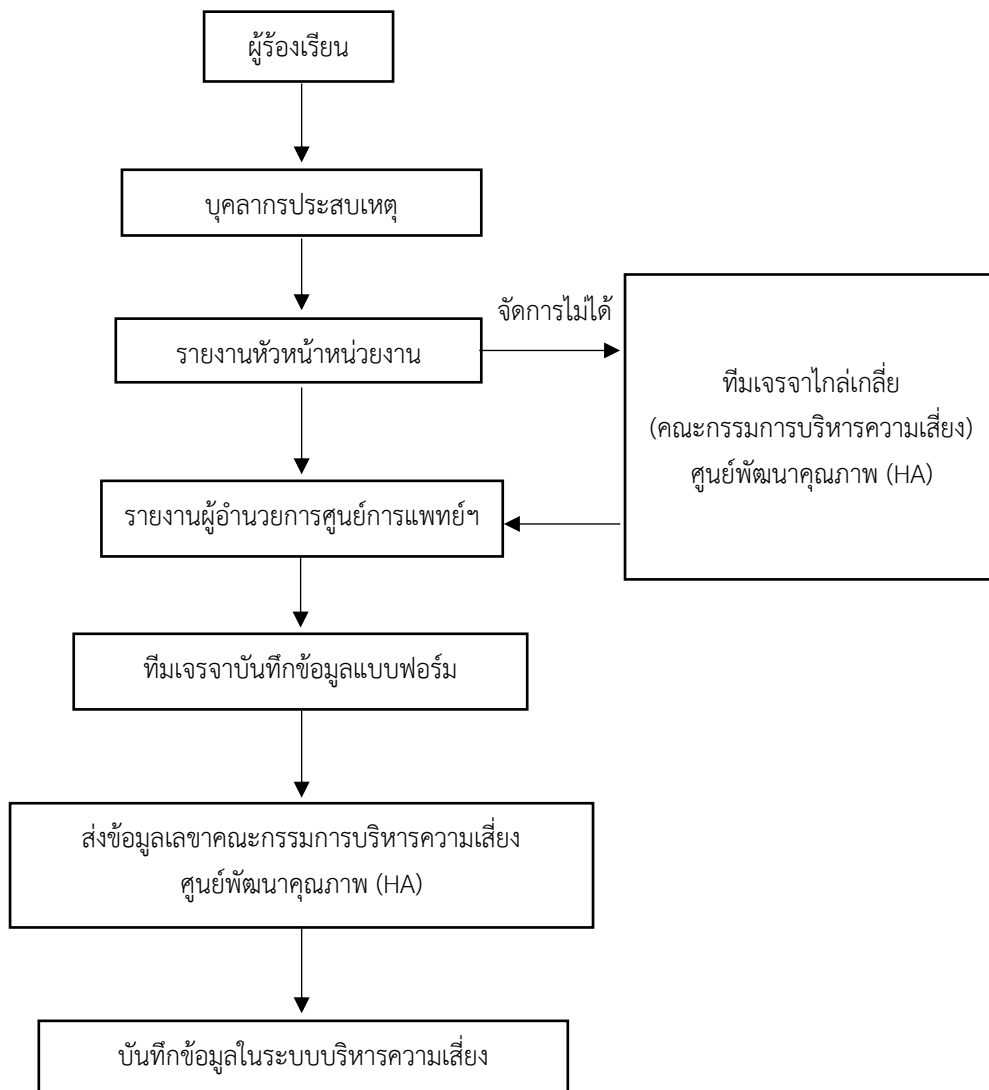 ผู้ร้องเรียน
บุคลากรประสบเหตุ
จัดการไม่ได้
รายงานหัวหน้าหน่วยงาน
ทีมเจรจาไกล่เกลี่ย
(คณะกรรมการบริหารความเสี่ยง)
ศูนย์พัฒนาคุณภาพ (HA)
รายงานผู้อำนวยการศูนย์การแพทย์ฯ
ทีมเจรจาบันทึกข้อมูลแบบฟอร์ม
ส่งข้อมูลเลขาคณะกรรมการบริหารความเสี่ยง
ศูนย์พัฒนาคุณภาพ (HA)
บันทึกข้อมูลในระบบบริหารความเสี่ยง